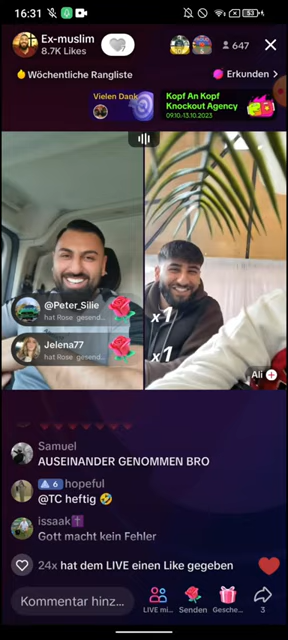 16:31
Ex-muslim
8.7K Likes
647
Wöchentliche Rangliste
Erkunden >
Vielen Dank
Kopf An Kopf
Knockout Agency
09.10-13.10.2023
@Peter_Silie
hat Rose gesend...
Jelena77
hat Rose gesend...
x1
x1
Ali
Samuel
AUSEINANDER GENOMMEN BRO
6 hopeful
@TC heftig 🤣
issaak✝️
Gott macht kein Fehler
24x hat dem LIVE einen Like gegeben
Kommentar hinz...
LIVE mi...
Senden
Gesche...
3